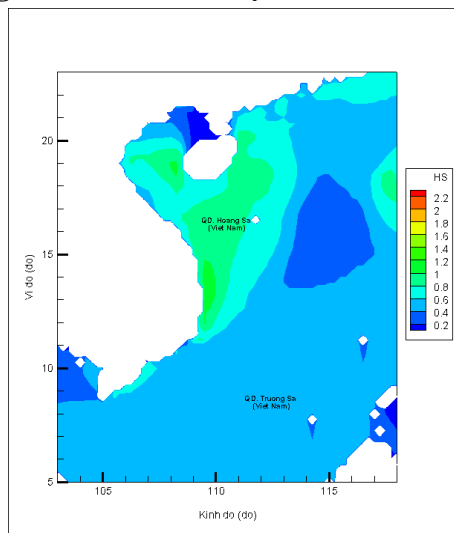 HS
2.2
2
1.8
1.6
1.4
1.2
1
0.8
0.6
0.4
0.2
20
15
10
5
Vi do (do)
QD. Hoang Sa
(Viet Nam)
QD. Truong Sa
(Viet Nam)
105
110
115
Kinh do (do)